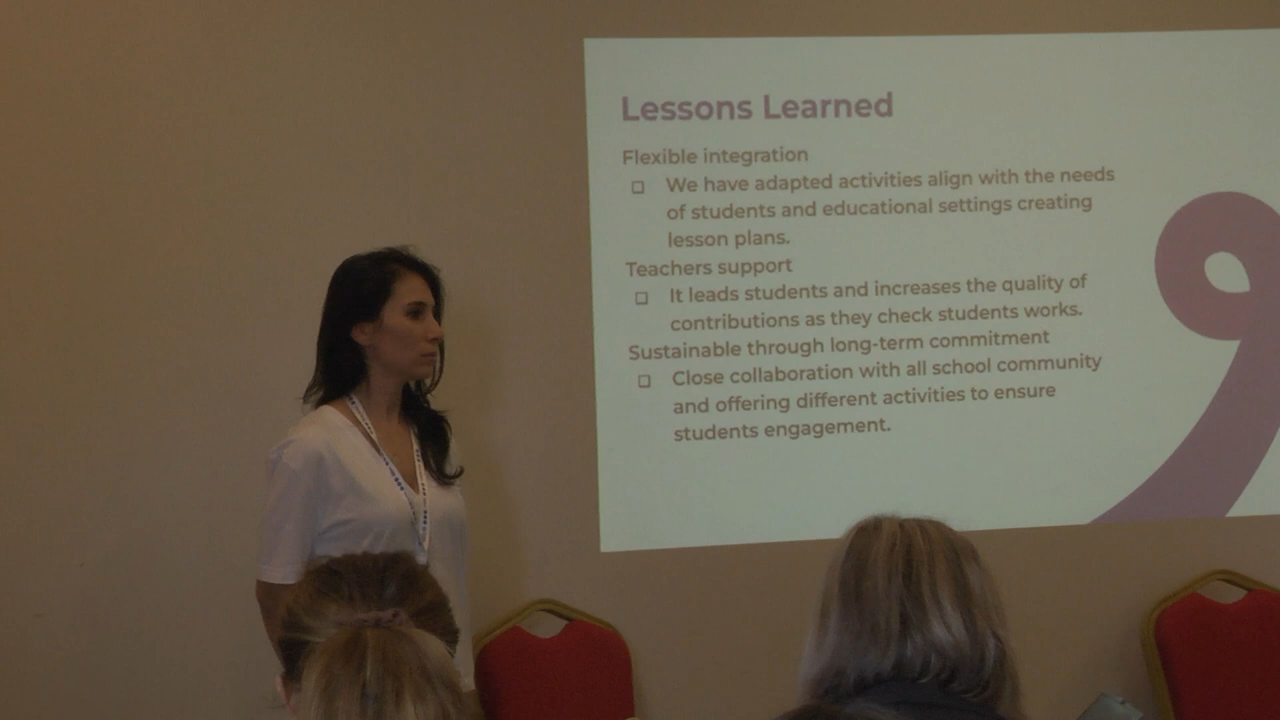 Lessons Learned
Flexible integration
We have adapted activities align with the needs
of students and educational settings creating
lesson plans.
Teachers support
It leads students and increases the quality of
contributions as they check students works.
Sustainable through long-term commitment
Close collaboration with all school community
and offering different activities to ensure
students engagement.